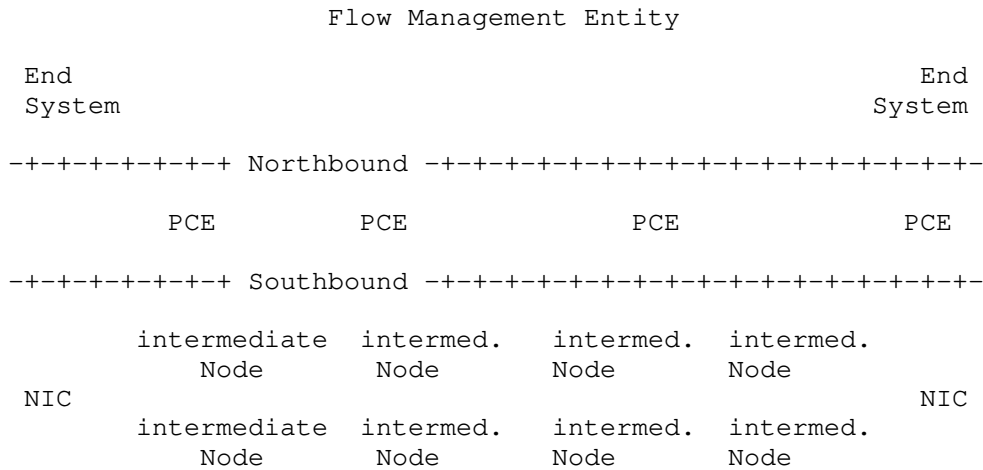 Flow Management Entity
End End
System System
-+-+-+-+-+-+ Northbound -+-+-+-+-+-+-+-+-+-+-+-+-+-+-
PCE PCE PCE PCE
-+-+-+-+-+-+ Southbound -+-+-+-+-+-+-+-+-+-+-+-+-+-+-
intermediate intermed. intermed. intermed.
Node Node Node Node
NIC NIC
intermediate intermed. intermed. intermed.
Node Node Node Node